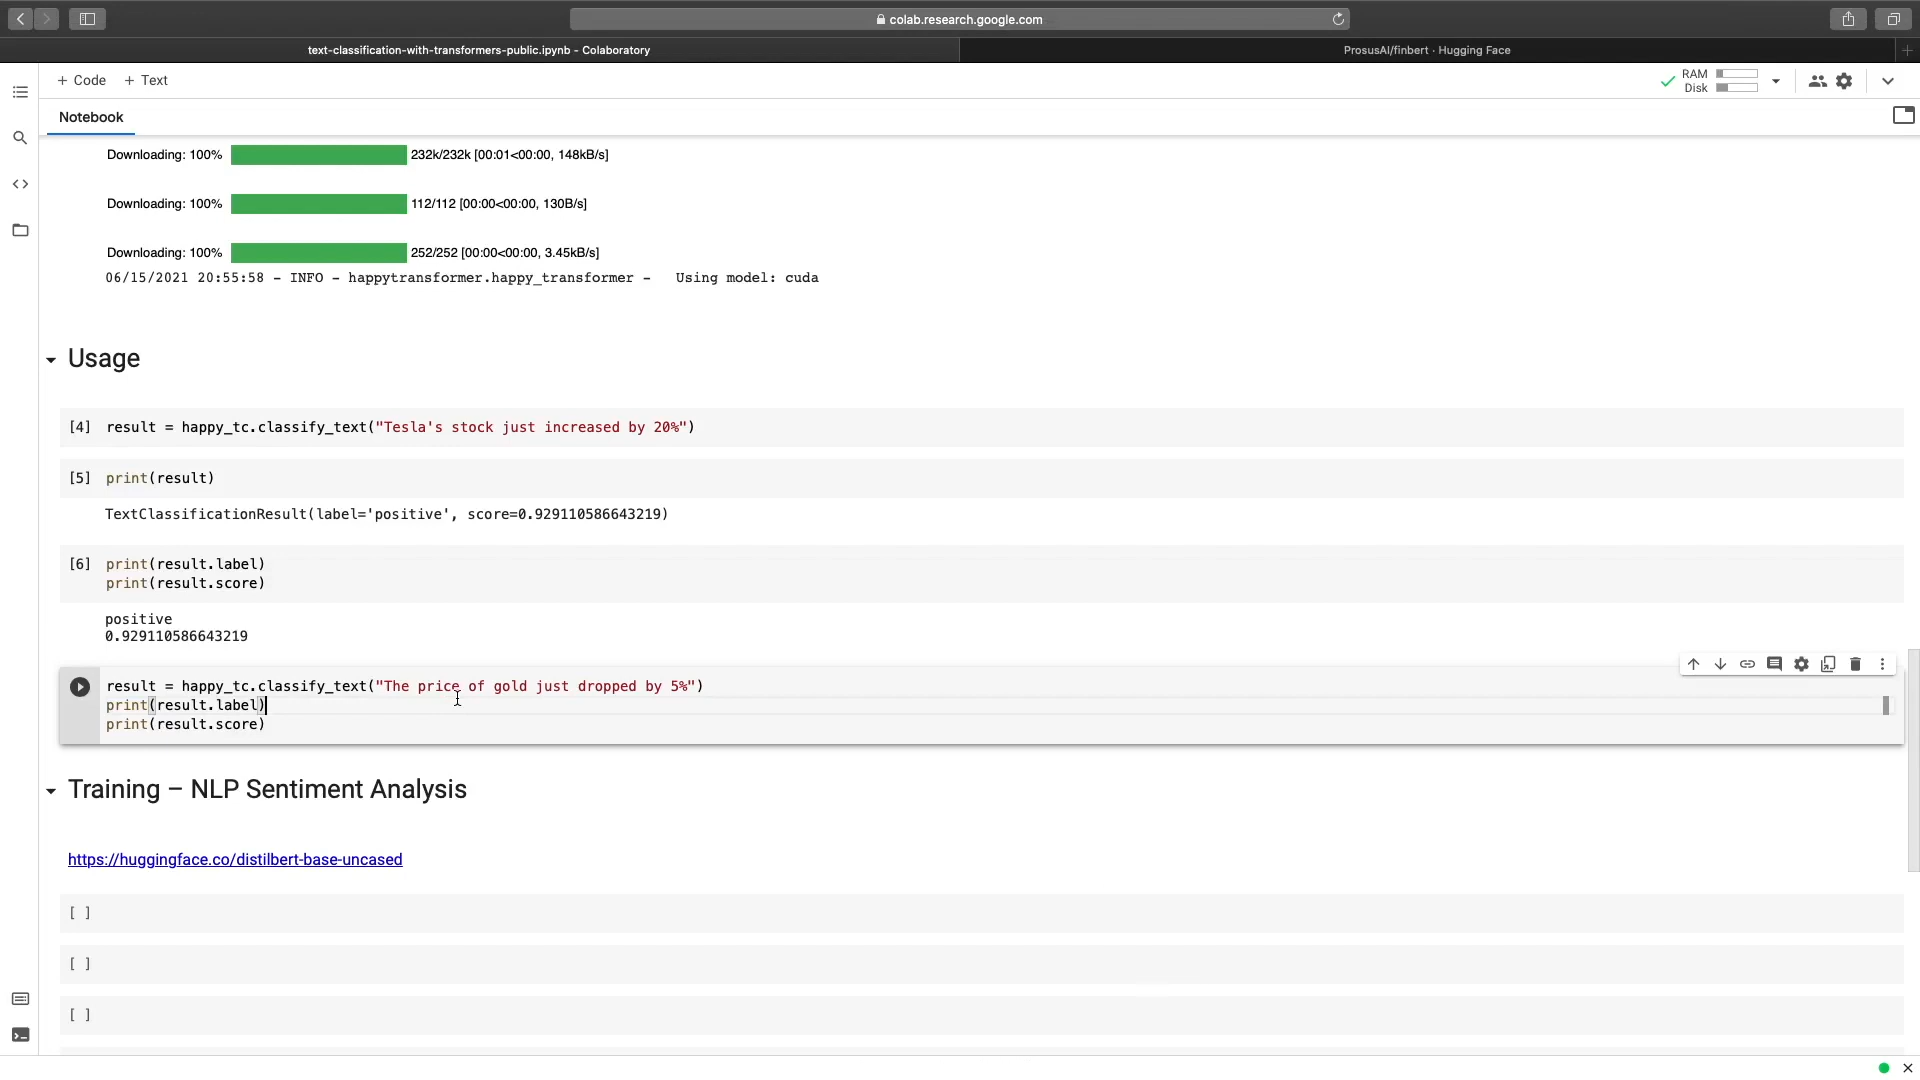 colab.research.google.com
text-classification-with-transformers-public.ipynb - Colaboratory
ProsusAI/finbert · Hugging Face
+ Code + Text
RAM
Disk
Notebook
Downloading: 100% 232k/232k [00:01<00:00, 148kB/s]
Downloading: 100% 112/112 [00:00<00:00, 130B/s]
Downloading: 100% 252/252 [00:00<00:00, 3.45kB/s]
06/15/2021 20:55:58 - INFO - happytransformer.happy_transformer - Using model: cuda
Usage
[4] result = happy_tc.classify_text("Tesla's stock just increased by 20%")
[5] print(result)
TextClassificationResult(label='positive', score=0.929110586643219)
[6] print(result.label)
print(result.score)
positive
0.929110586643219
result = happy_tc.classify_text("The price of gold just dropped by 5%")
print(result.label)
print(result.score)
Training – NLP Sentiment Analysis
https://huggingface.co/distilbert-base-uncased
[ ]
[ ]
[ ]